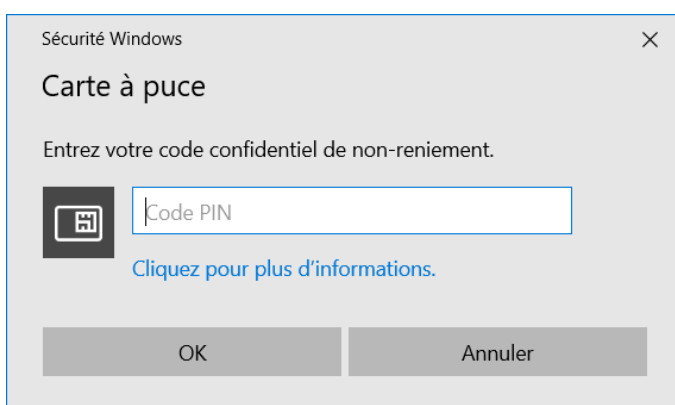 Sécurité Windows
Carte à puce
Entrez votre code confidentiel de non-reniement.
Code PIN
Cliquez pour plus d’informations.
OK
Annuler